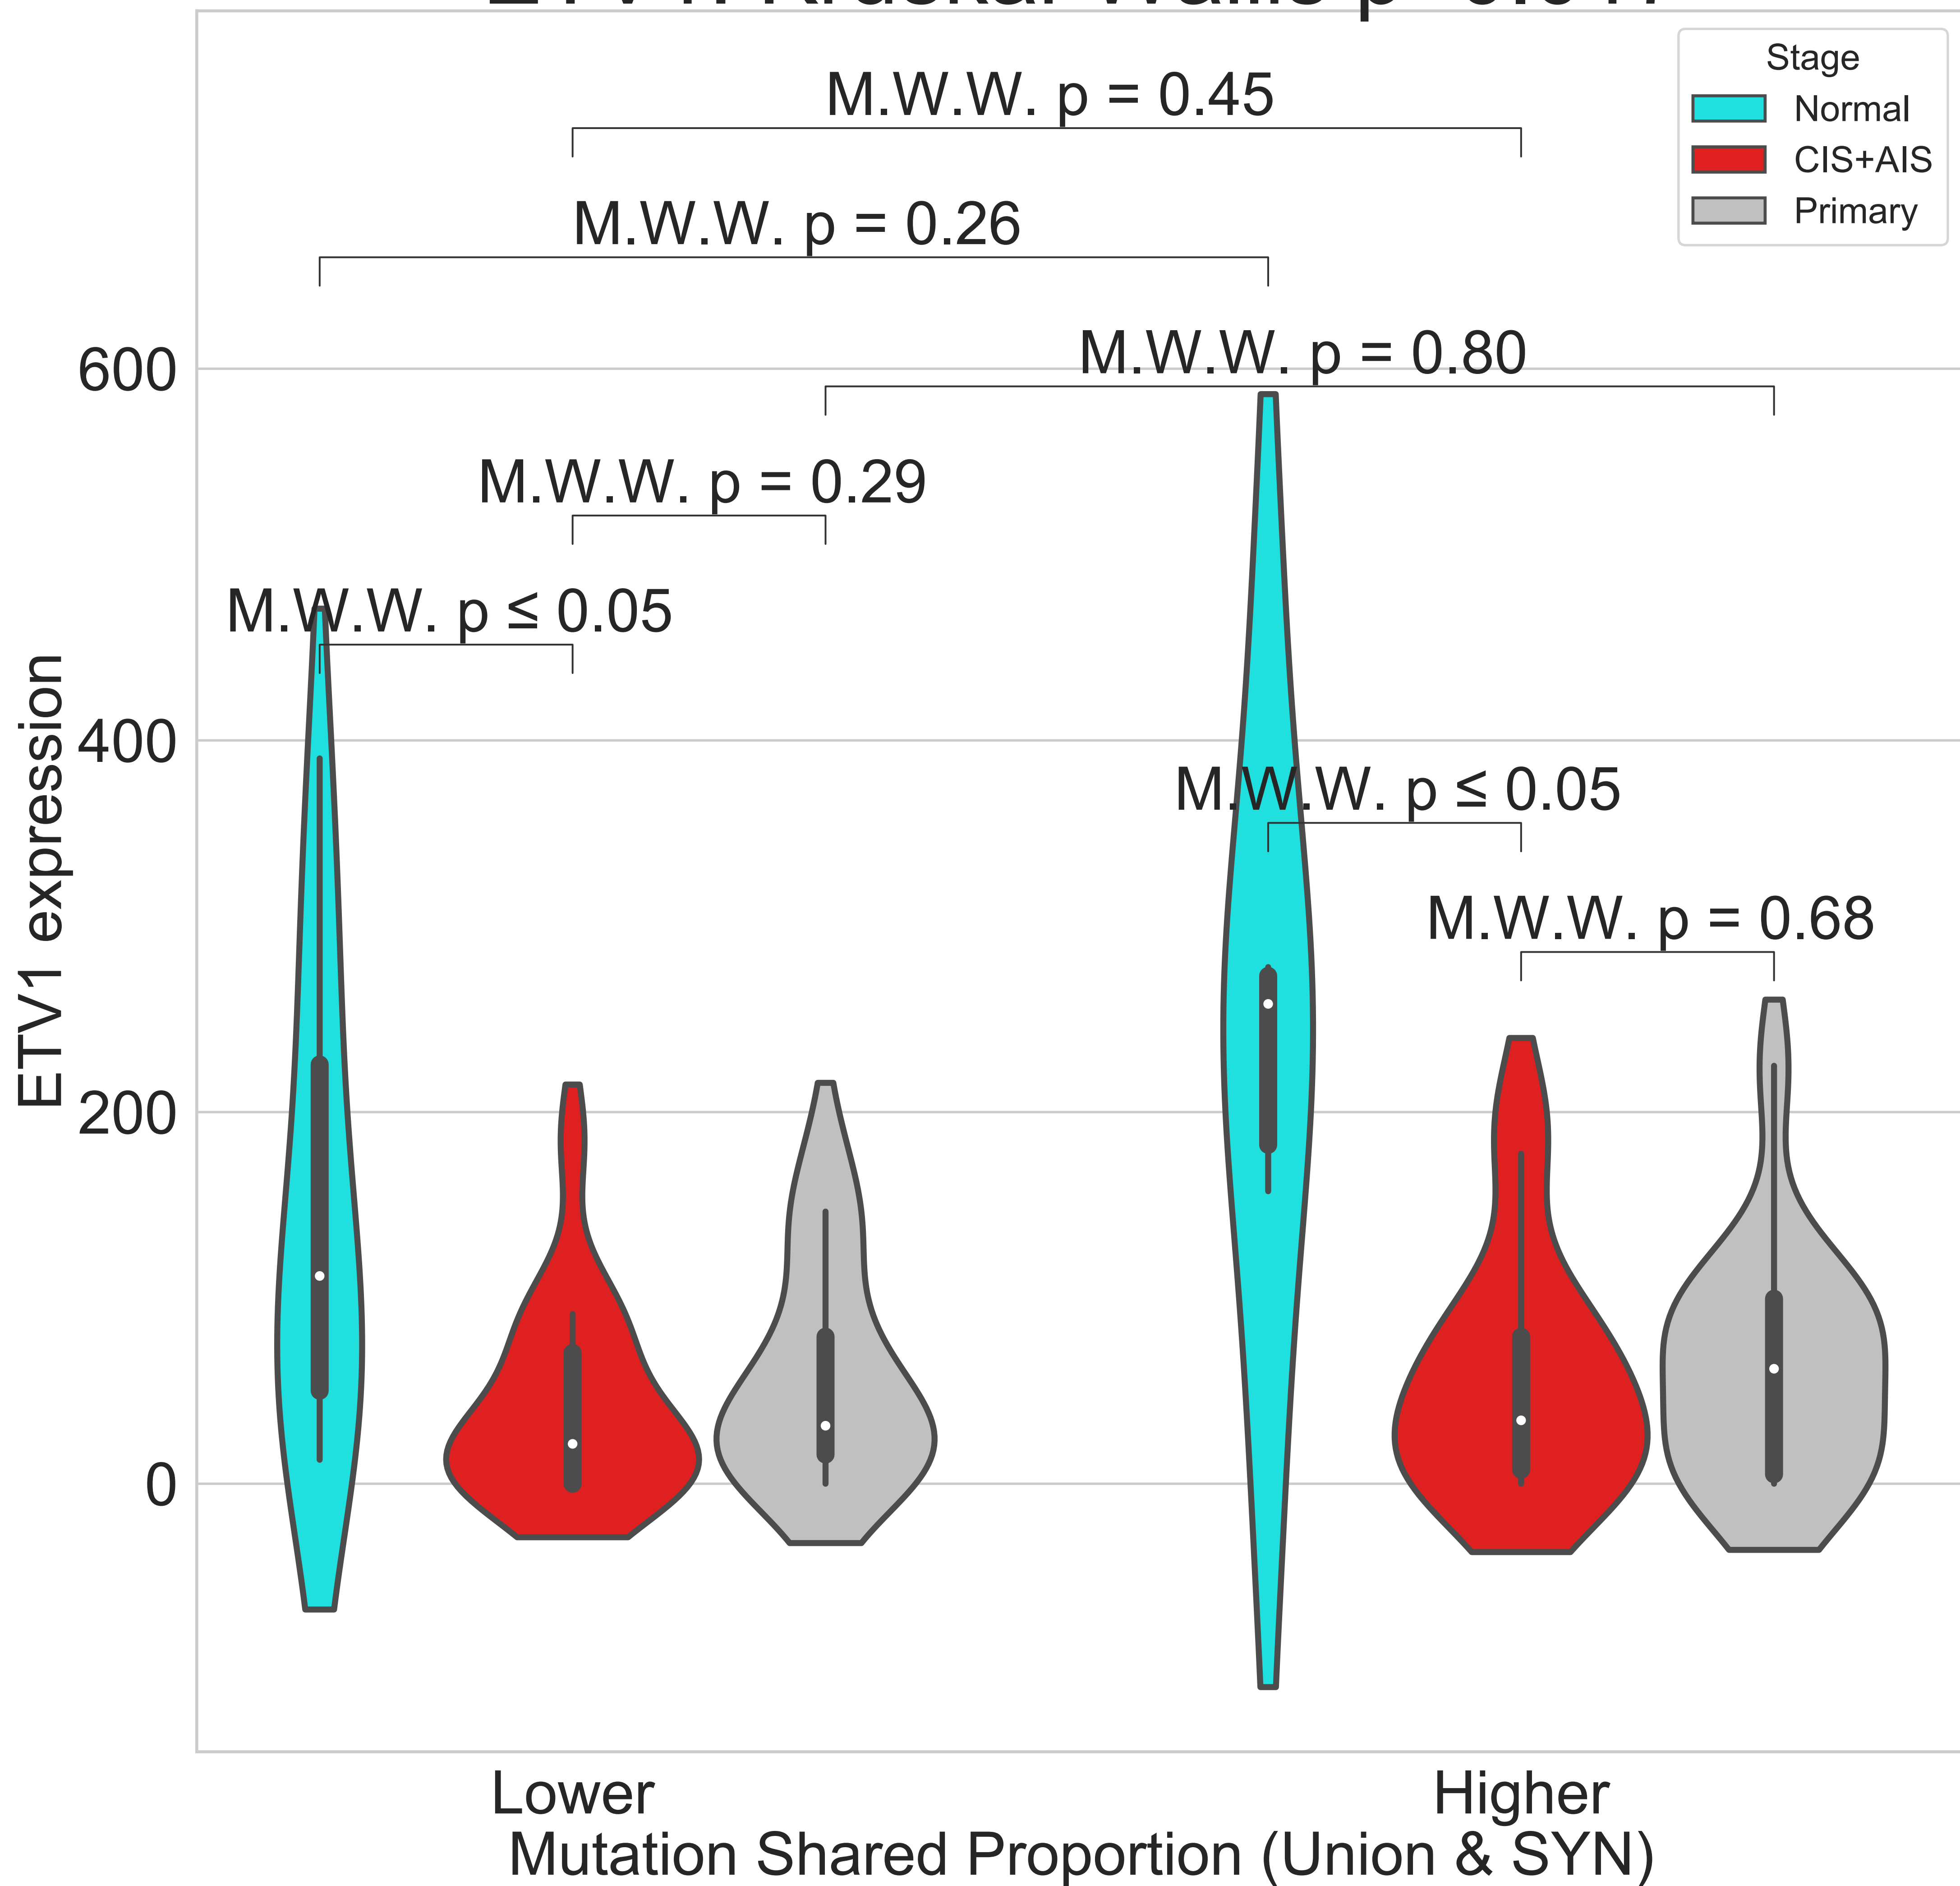 Stage
Normal
CIS+AIS
Primary
M.W.W. p = 0.45
M.W.W. p = 0.26
M.W.W. p = 0.80
M.W.W. p = 0.29
M.W.W. p ≤ 0.05
M.W.W. p ≤ 0.05
M.W.W. p = 0.68
600
400
200
0
ETV1 expression
Lower
Higher
Mutation Shared Proportion (Union & SYN)